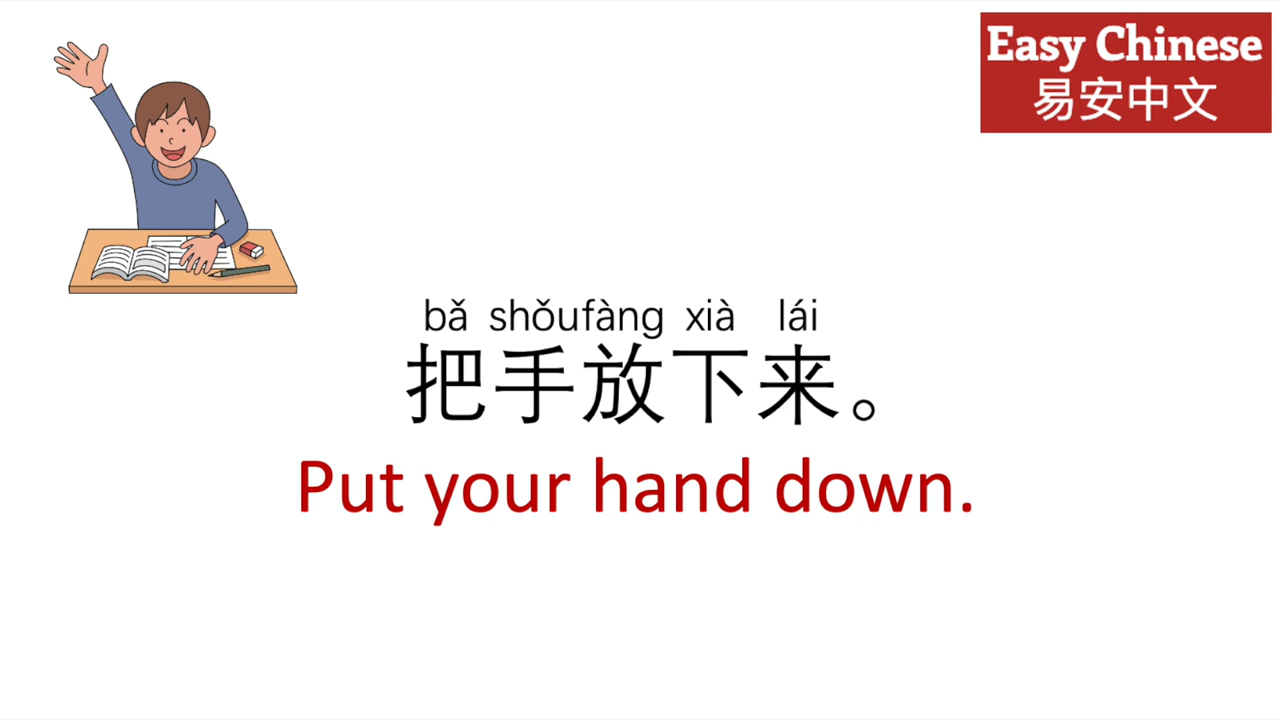 Easy Chinese
易安中文
bǎ shǒufàng xià lái
把手放下来。
Put your hand down.